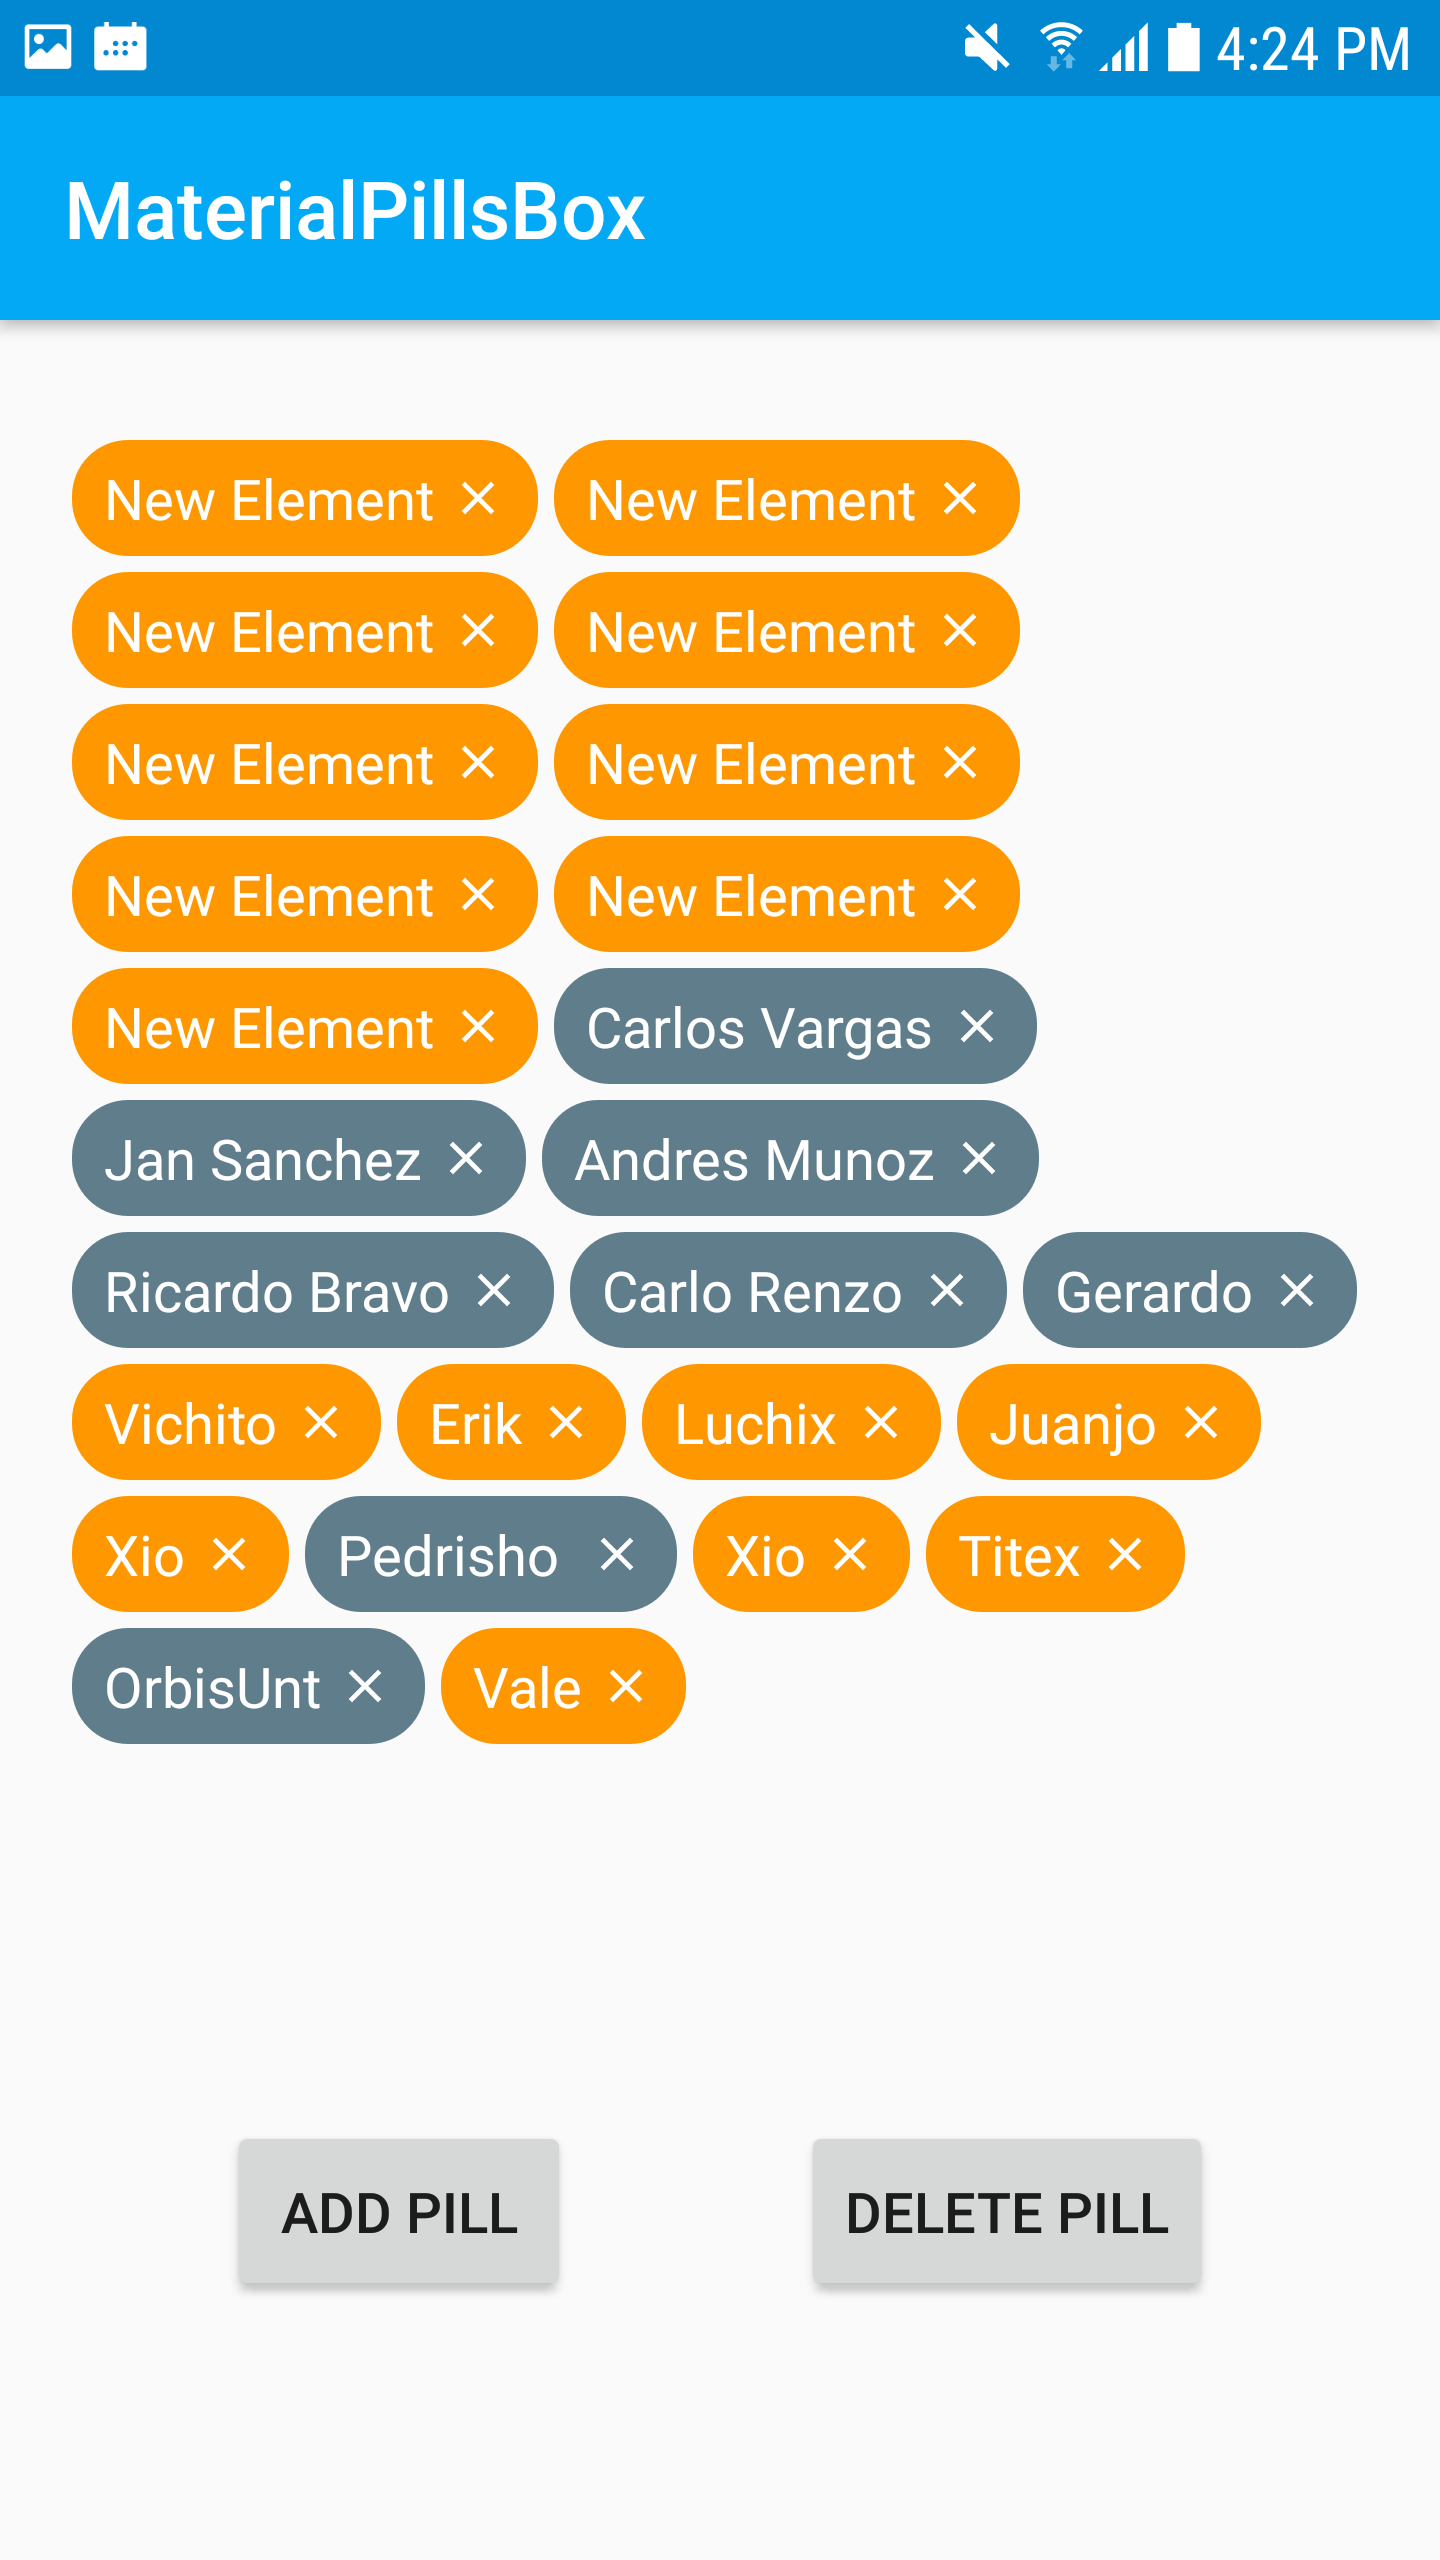 4:24 PM
MaterialPillsBox
New Element New Element
New Element New Element
New Element New Element
New Element New Element
New Element Carlos Vargas
Jan Sanchez Andres Munoz
Ricardo Bravo Carlo Renzo Gerardo
Vichito Erik Luchix Juanjo
Xio Pedrisho Xio Titex
OrbisUnt Vale
ADD PILL DELETE PILL